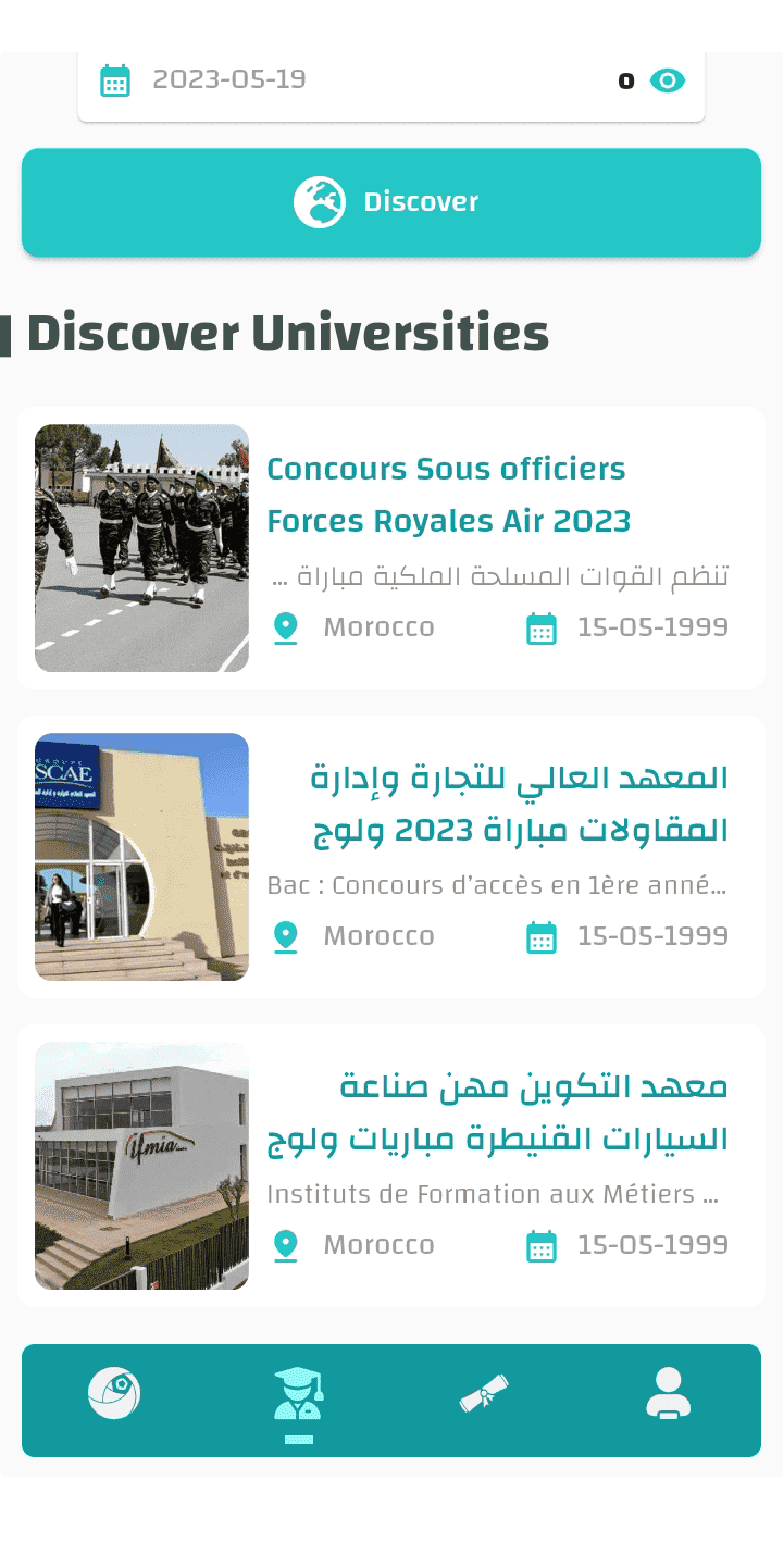 2023-05-19
0
Discover
Discover Universities
Concours Sous officiers
Forces Royales Air 2023
تنظم القوات المسلحة الملكية مباراة ...
Morocco
15-05-1999
SCAE
المعهد العالي للتجارة وإدارة
المقاولات مباراة 2023 ولوج
Bac : Concours d'accès en 1ère anné...
Morocco
15-05-1999
ifmia
معهد التكوين مهن صناعة
السيارات القنيطرة مباريات ولوج
Instituts de Formation aux Métiers ...
Morocco
15-05-1999